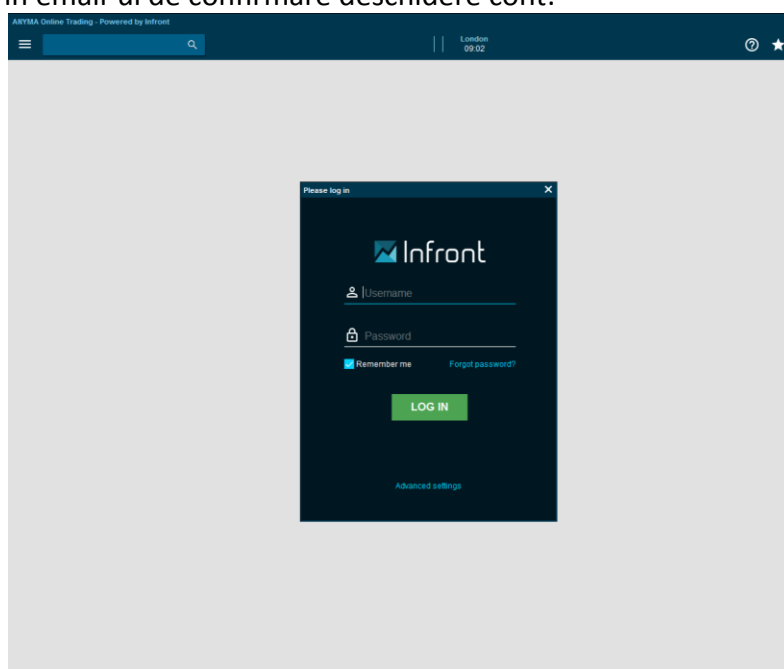 in email-ul de confirmare deschidere cont.
ANYMA Online Trading - Powered by Infront
London
09:02
Please log in
Infront
Username
Password
Remember me Forgot password?
LOG IN
Advanced settings